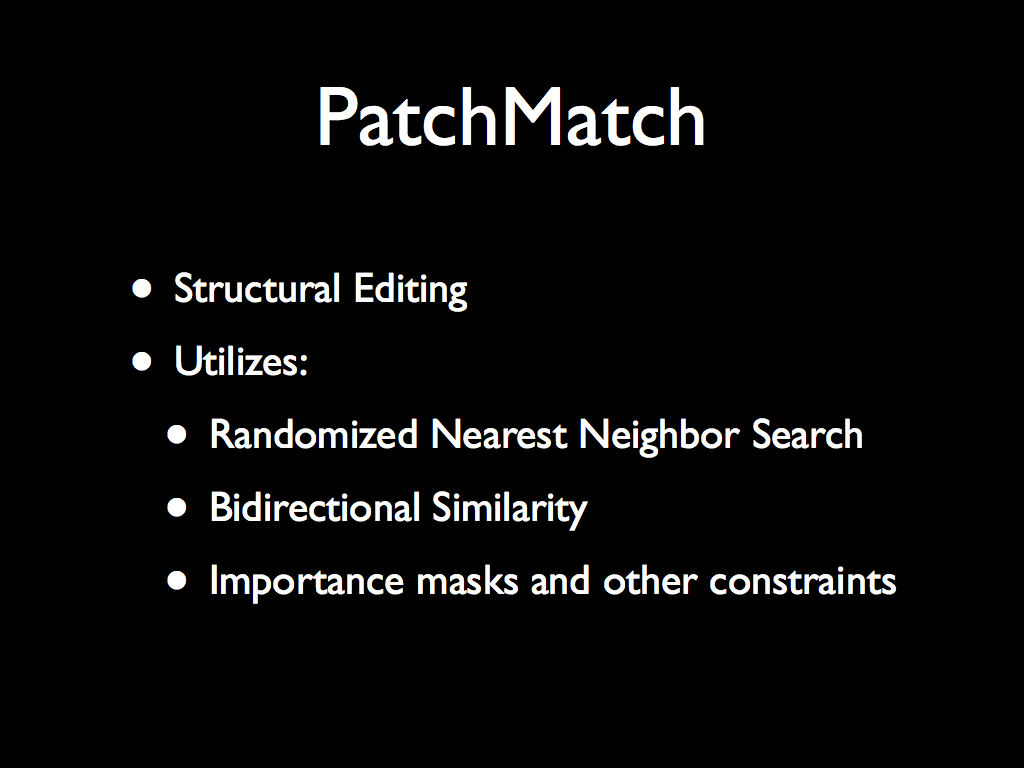 PatchMatch
• Structural Editing
• Utilizes:
• Randomized Nearest Neighbor Search
• Bidirectional Similarity
• Importance masks and other constraints